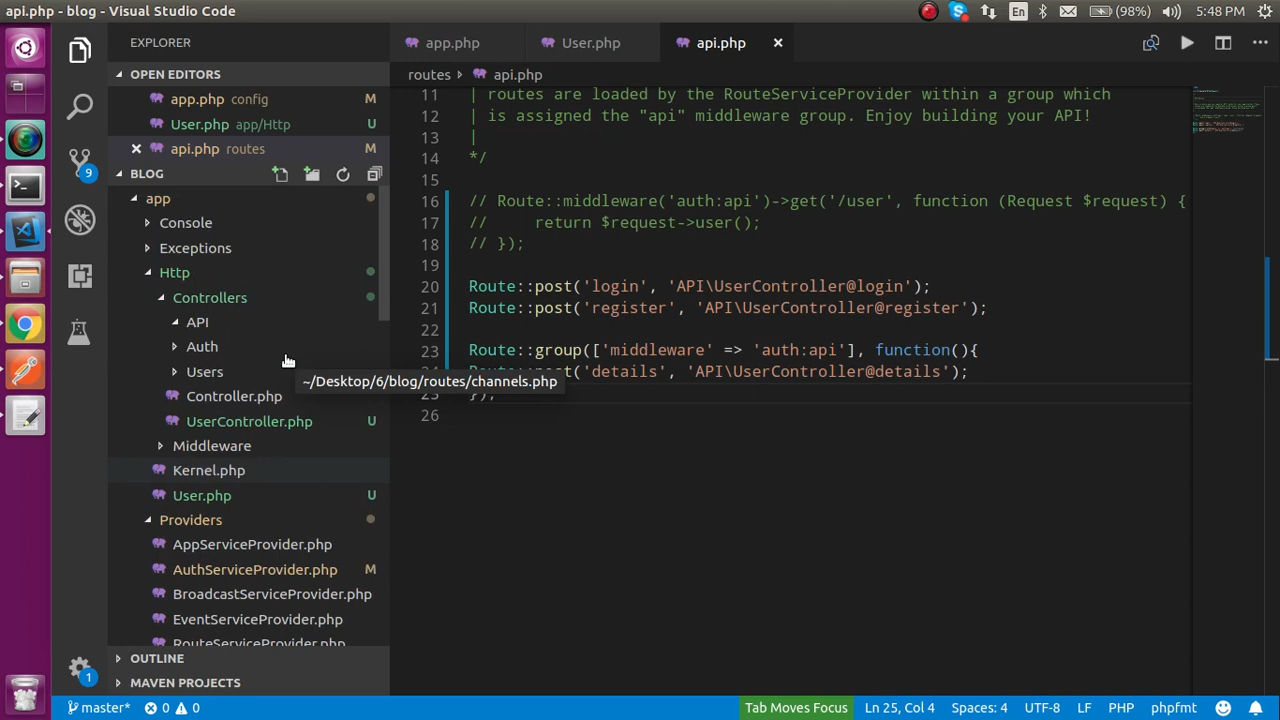 api.php - blog - Visual Studio Code
En
(98%)
5:48 PM
EXPLORER
OPEN EDITORS
app.php config M
User.php app/Http U
api.php routes M
BLOG
app
Console
Exceptions
Http
Controllers
API
Auth
Users
Controller.php
UserController.php U
Middleware
Kernel.php
User.php U
Providers
AppServiceProvider.php
AuthServiceProvider.php M
BroadcastServiceProvider.php
EventServiceProvider.php
RouteServiceProvider.php
OUTLINE
MAVEN PROJECTS
9
1
app.php
User.php
api.php
routes
api.php
11 | routes are loaded by the RouteServiceProvider within a group which
12 | is assigned the "api" middleware group. Enjoy building your API!
13 |
14 */
15
16 // Route::middleware('auth:api')->get('/user', function (Request $request) {
17 //     return $request->user();
18 // });
19
20 Route::post('login', 'API\UserController@login');
21 Route::post('register', 'API\UserController@register');
22
23 Route::group(['middleware' => 'auth:api'], function(){
24 Route::post('details', 'API\UserController@details');
25 });
26
~/Desktop/6/blog/routes/channels.php
master*
0
0
Tab Moves Focus
Ln 25, Col 4
Spaces: 4
UTF-8
LF
PHP
phpfmt